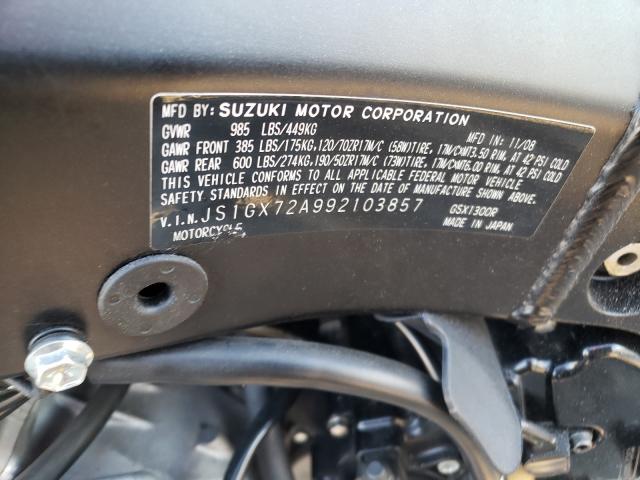 MFD BY: SUZUKI MOTOR CORPORATION
GVWR 985 LBS/449KG MFD IN: 11/08
GAWR FRONT 385 LBS/175KG,120/70ZR17M/C (58W)TIRE, 17M/CxMT3.50 RIM, AT 42 PSI COLD
GAWR REAR 600 LBS/274KG,190/50ZR17M/C (73W)TIRE, 17M/CxMT6.00 RIM, AT 42 PSI COLD
THIS VEHICLE CONFORMS TO ALL APPLICABLE FEDERAL MOTOR VEHICLE
SAFETY STANDARDS IN EFFECT ON THE DATE OF MANUFACTURE SHOWN ABOVE.
V.I.N. JS1GX72A992103857 GSX1300R
MOTORCYCLE MADE IN JAPAN